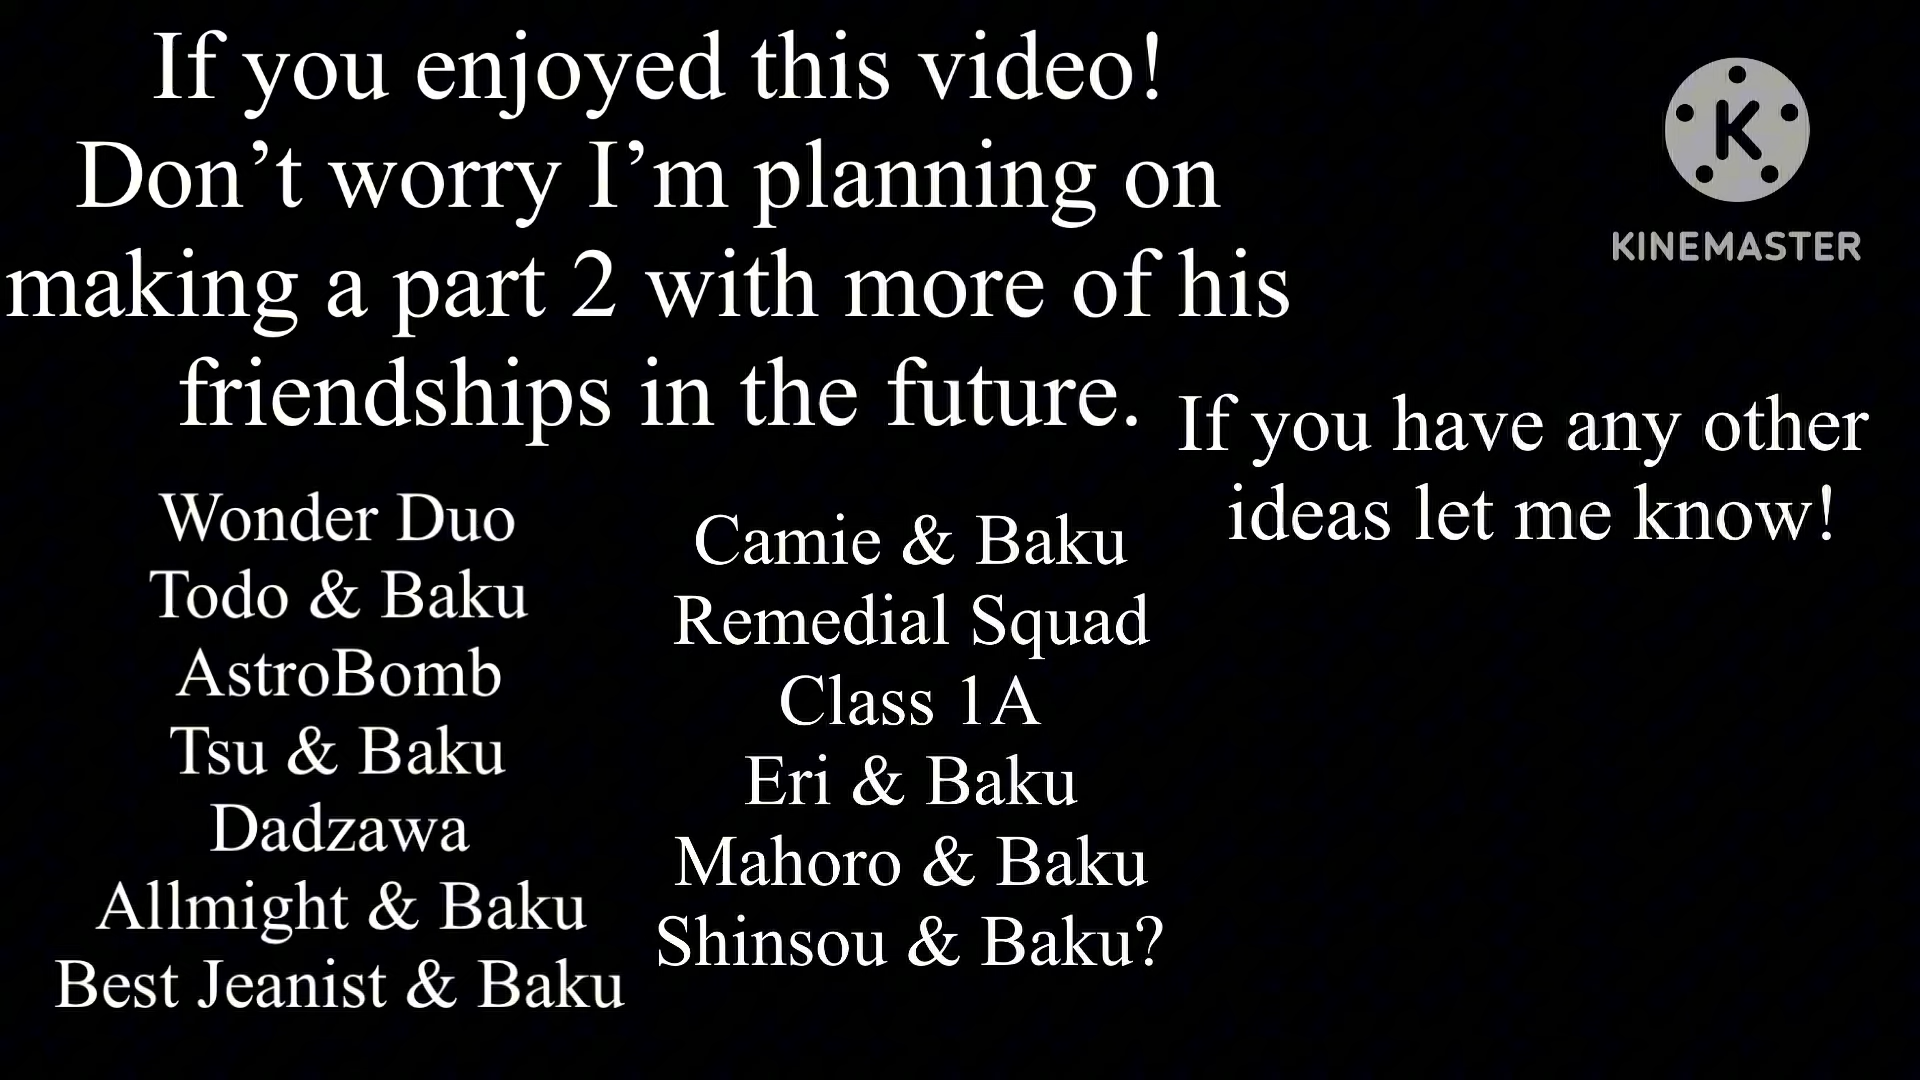 If you enjoyed this video!
Don’t worry I’m planning on
making a part 2 with more of his
friendships in the future.
KINEMASTER
If you have any other
ideas let me know!
Wonder Duo
Todo & Baku
AstroBomb
Tsu & Baku
Dadzawa
Allmight & Baku
Best Jeanist & Baku
Camie & Baku
Remedial Squad
Class 1A
Eri & Baku
Mahoro & Baku
Shinsou & Baku?